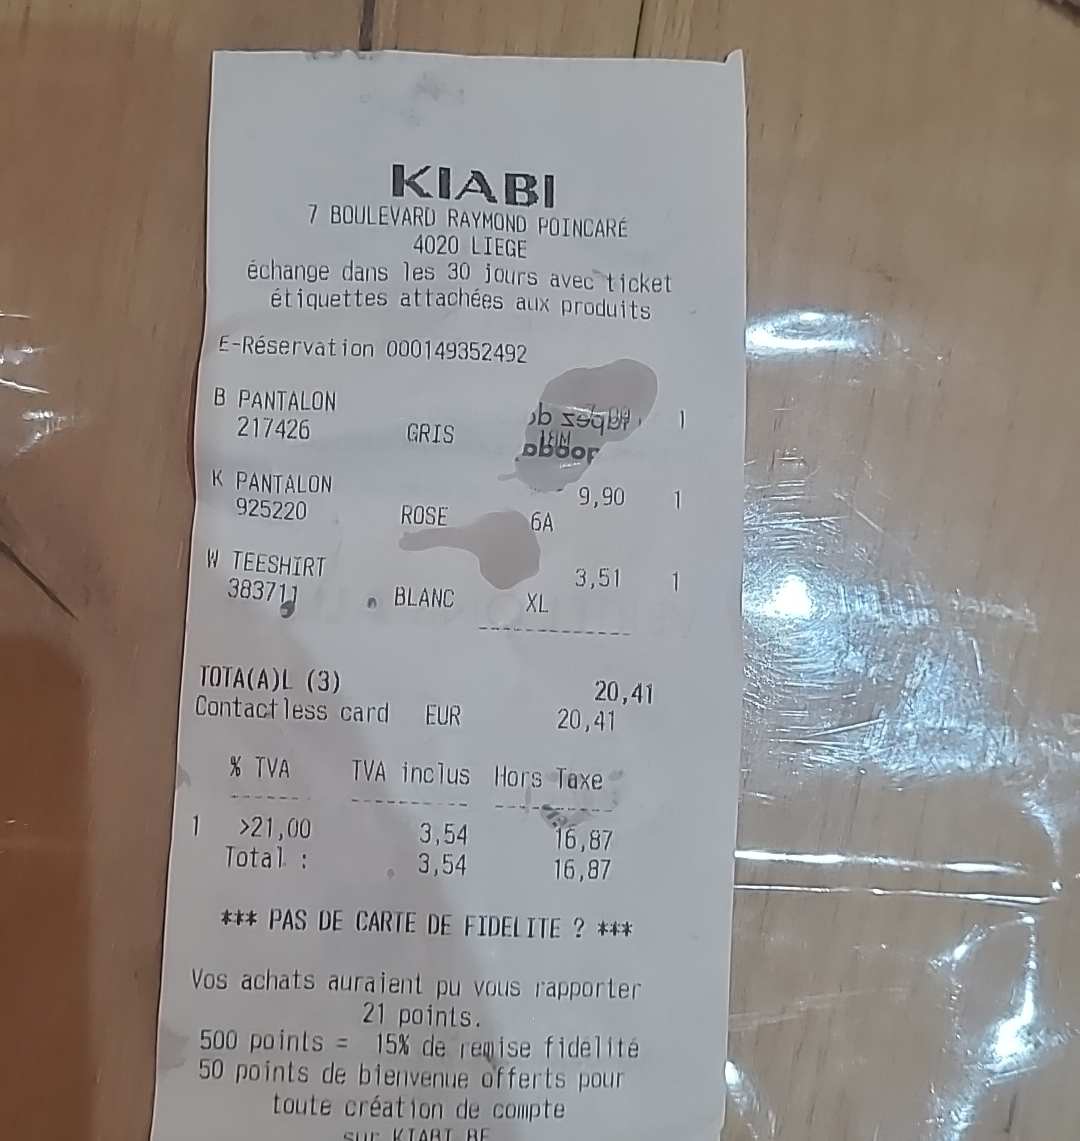 KIABI
7 BOULEVARD RAYMOND POINCARÉ
4020 LIEGE
échange dans les 30 jours avec ticket
étiquettes attachées aux produits
E-Réservation 000149352492
B PANTALON 1
217426 GRIS
K PANTALON 9,90 1
925220 ROSE 6A
W TEESHIRT 3,51 1
383711 BLANC XL
TOTA(A)L (3) 20,41
Contactless card EUR 20,41
% TVA TVA inclus Hors Taxe
1 >21,00 3,54 16,87
Total : 3,54 16,87
*** PAS DE CARTE DE FIDELITE ? ***
Vos achats auraient pu vous rapporter
21 points.
500 points = 15% de remise fidelité
50 points de bienvenue offerts pour
toute création de compte
sur KIABI BE